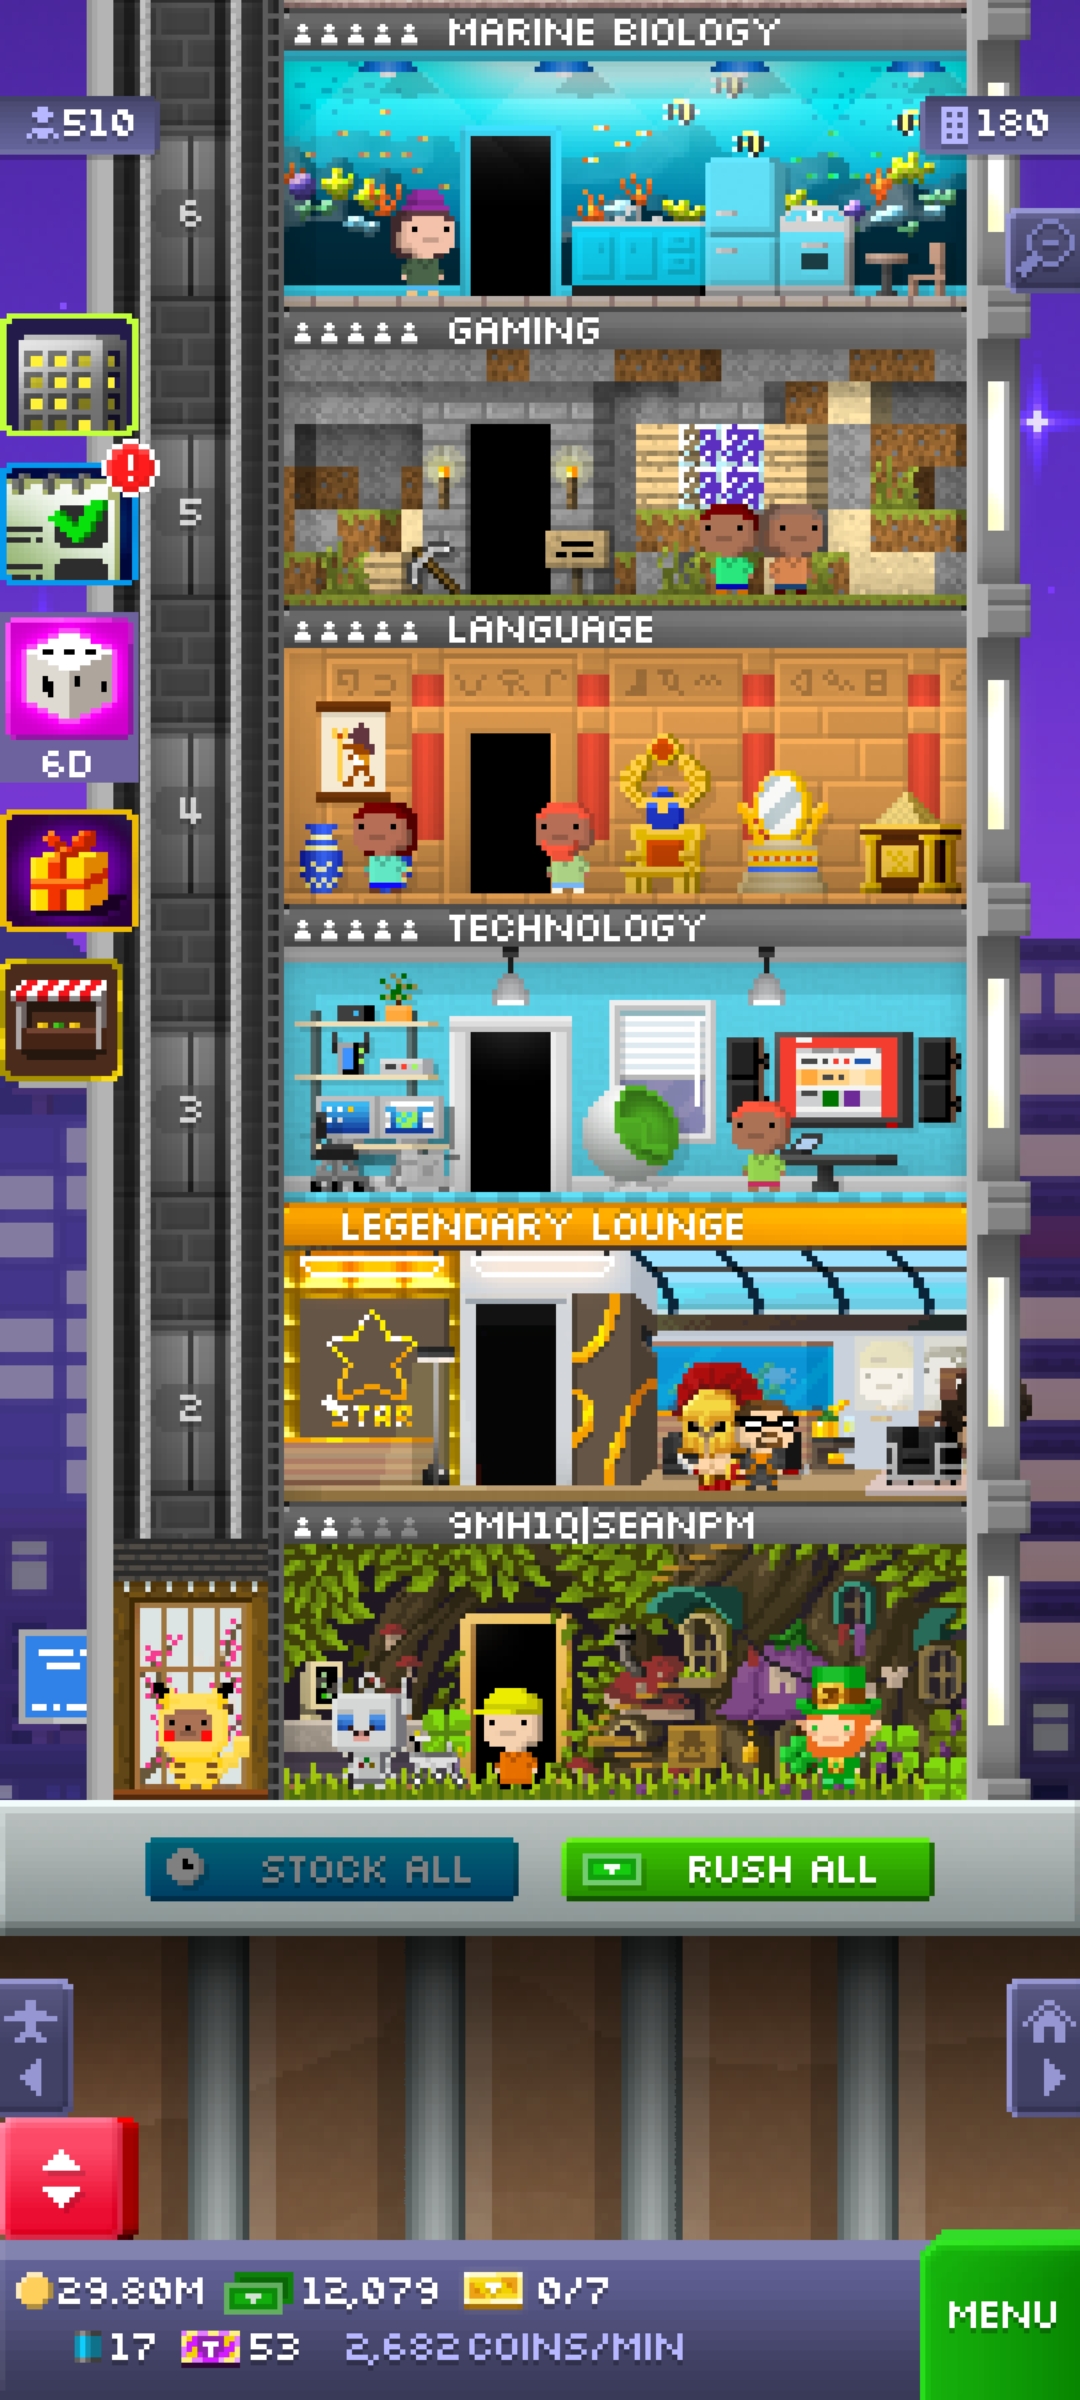 MARINE BIOLOGY
510
180
6
GAMING
5
LANGUAGE
6D
4
TECHNOLOGY
3
LEGENDARY LOUNGE
STAR
2
9MH1Q|SEANPM
STOCK ALL
RUSH ALL
29.80M
12,079
0/7
MENU
17
53
2,682 COINS/MIN